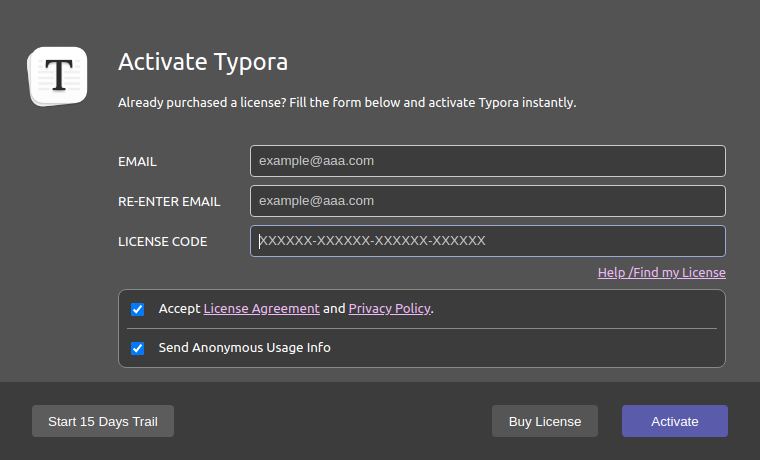 T
Activate Typora
Already purchased a license? Fill the form below and activate Typora instantly.
EMAIL
example@aaa.com
RE-ENTER EMAIL
example@aaa.com
LICENSE CODE
XXXXXX-XXXXXX-XXXXXX-XXXXXX
Help /Find my License
Accept License Agreement and Privacy Policy.
Send Anonymous Usage Info
Start 15 Days Trail
Buy License
Activate